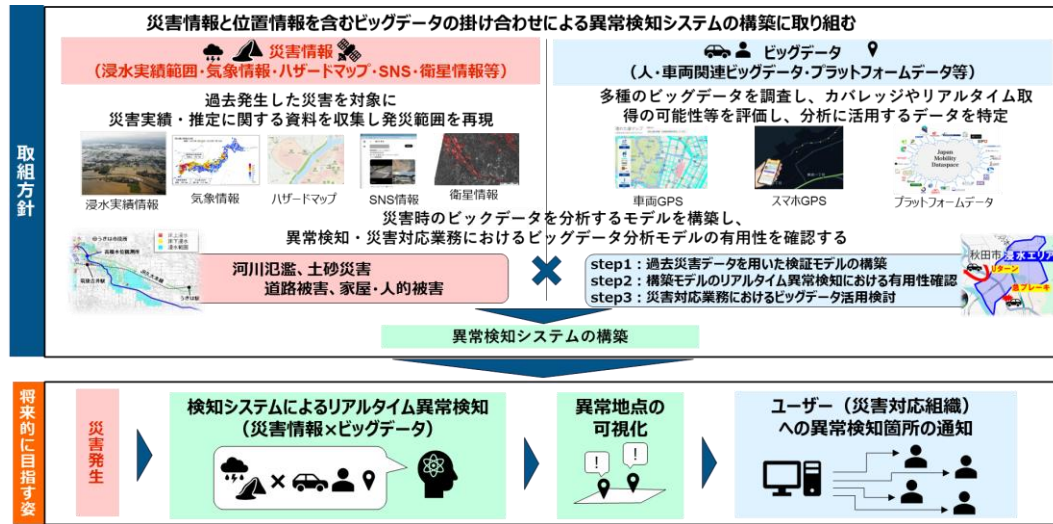 災害情報と位置情報を含むビッグデータの掛け合わせによる異常検知システムの構築に取り組む
取組方針
災害情報
（浸水実績範囲・気象情報・ハザードマップ・SNS・衛星情報等）
過去発生した災害を対象に
災害実績・推定に関する資料を収集し発災範囲を再現
浸水実績情報
気象情報
ハザードマップ
SNS情報
衛星情報
ビッグデータ
（人・車両関連ビッグデータ・プラットフォームデータ等）
多種のビッグデータを調査し、カバレッジやリアルタイム取
得の可能性等を評価し、分析に活用するデータを特定
車両GPS
スマホGPS
Japan
Mobility
Dataspace
プラットフォームデータ
災害時のビックデータを分析するモデルを構築し、
異常検知・災害対応業務におけるビッグデータ分析モデルの有用性を確認する
床上浸水
床下浸水
浸水範囲
河川氾濫、土砂災害
道路被害、家屋・人的被害
step1：過去災害データを用いた検証モデルの構築
step2：構築モデルのリアルタイム異常検知における有用性確認
step3：災害対応業務におけるビッグデータ活用検討
秋田市
浸水エリア
Uターン
急ブレーキ
異常検知システムの構築
将来的に目指す姿
災害発生
検知システムによるリアルタイム異常検知
（災害情報×ビッグデータ）
異常地点の
可視化
! !
ユーザー（災害対応組織）
への異常検知箇所の通知